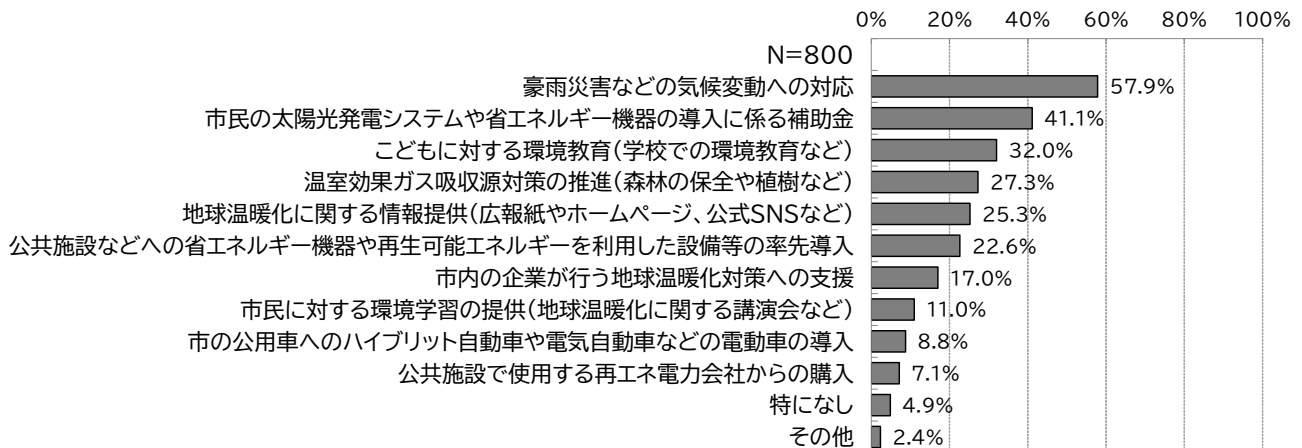 0% 20% 40% 60% 80% 100%
N=800
豪雨災害などの気候変動への対応 57.9%
市民の太陽光発電システムや省エネルギー機器の導入に係る補助金 41.1%
こどもに対する環境教育(学校での環境教育など) 32.0%
温室効果ガス吸収源対策の推進(森林の保全や植樹など) 27.3%
地球温暖化に関する情報提供(広報紙やホームページ、公式SNSなど) 25.3%
公共施設などへの省エネルギー機器や再生可能エネルギーを利用した設備等の率先導入 22.6%
市内の企業が行う地球温暖化対策への支援 17.0%
市民に対する環境学習の提供(地球温暖化に関する講演会など) 11.0%
市の公用車へのハイブリット自動車や電気自動車などの電動車の導入 8.8%
公共施設で使用する再エネ電力会社からの購入 7.1%
特になし 4.9%
その他 2.4%